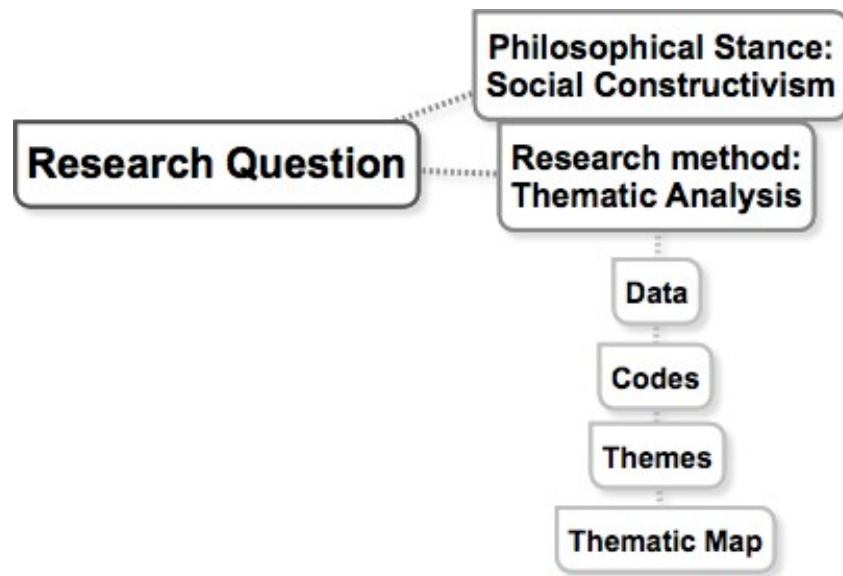 Philosophical Stance:
Social Constructivism
Research Question
Research method:
Thematic Analysis
Data
Codes
Themes
Thematic Map